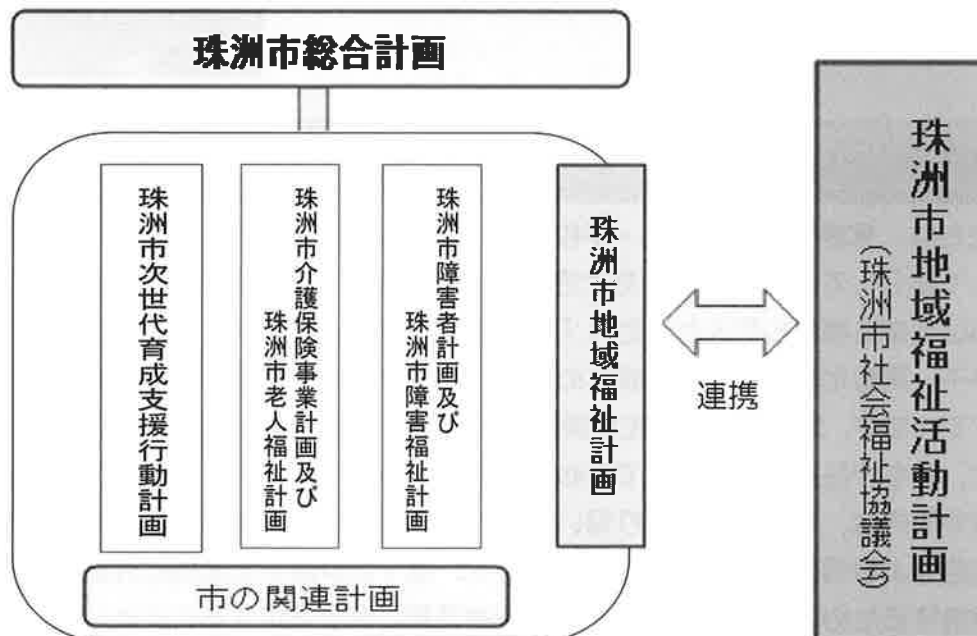 珠洲市総合計画
珠洲市次世代育成支援行動計画
珠洲市介護保険事業計画及び
珠洲市老人福祉計画
珠洲市障害者計画及び
珠洲市障害福祉計画
珠洲市地域福祉計画
市の関連計画
連携
珠洲市地域福祉活動計画
(珠洲市社会福祉協議会)